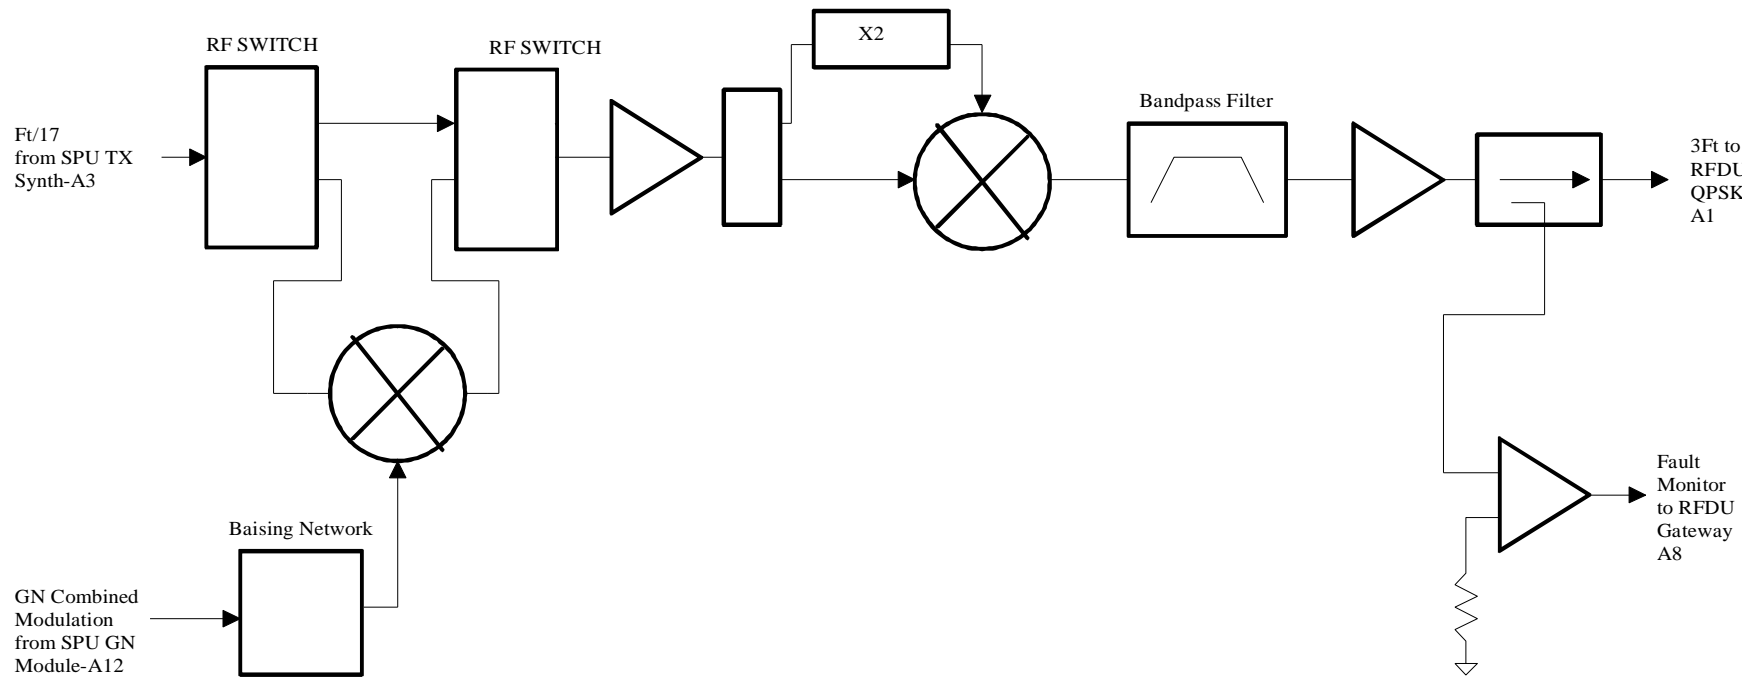 X2
RF SWITCH
RF SWITCH
Bandpass Filter
Ft/17
from SPU TX
Synth-A3
3Ft to
RFDU
QPSK
A1
Fault
Monitor
to RFDU
Gateway
A8
Baising Network
GN Combined
Modulation
from SPU GN
Module-A12